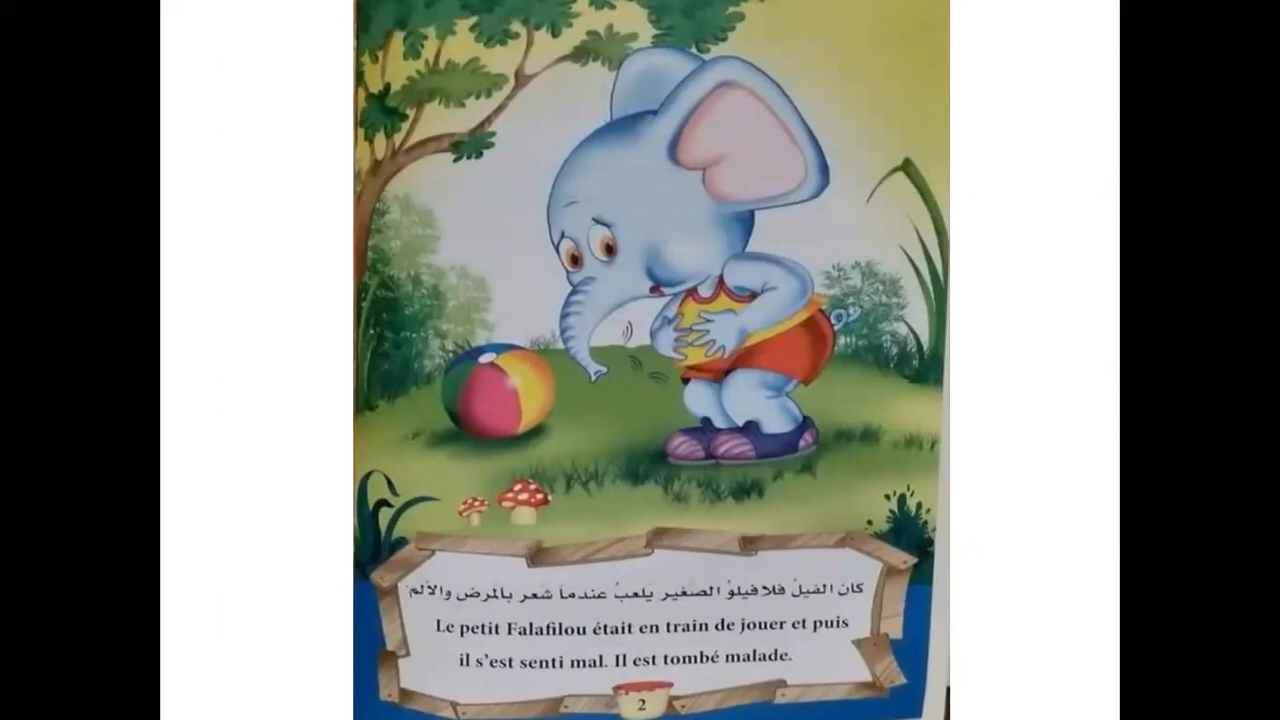 كان الفيلُ فلافيلوُ الصغير يَلعبُ عندما شعر بالمرض والألم
Le petit Falafilou était en train de jouer et puis
il s'est senti mal. Il est tombé malade.
2